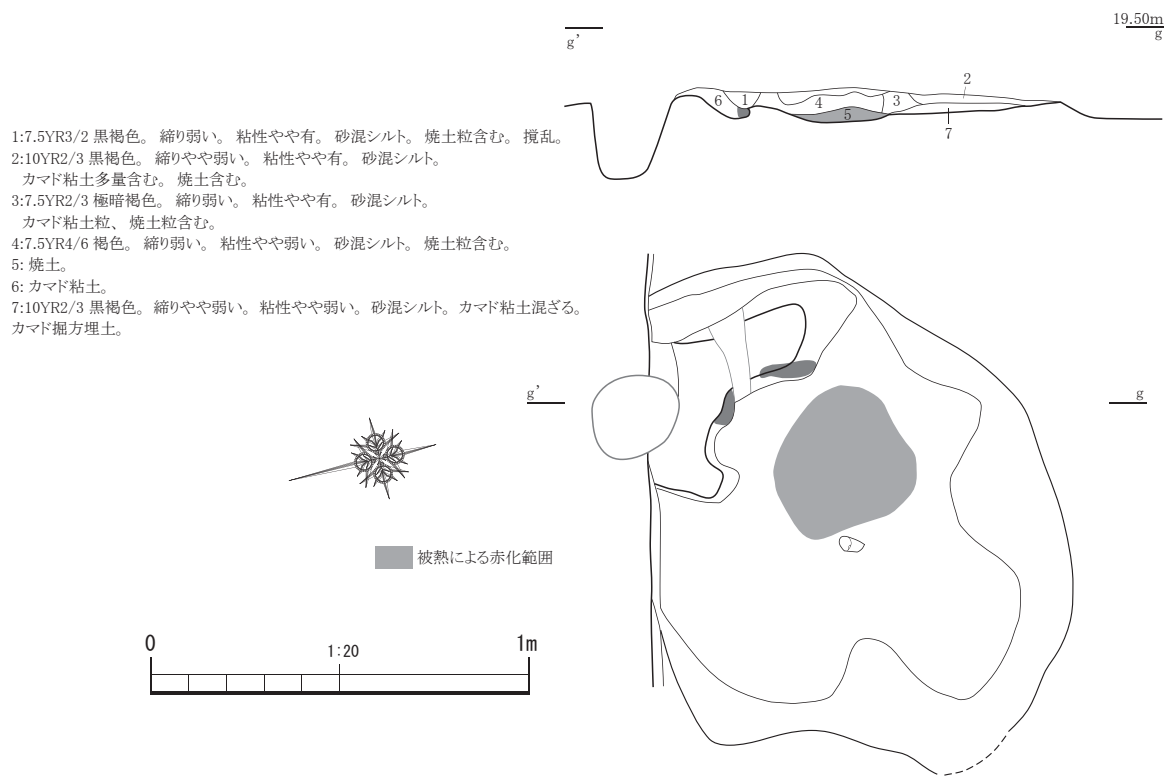 19.50m
g’
g
2
6
1
4
3
5
7
1:7.5YR3/2 黒褐色。 締り弱い。 粘性やや有。 砂混シルト。 焼土粒含む。 撹乱。
2:10YR2/3 黒褐色。 締りやや弱い。 粘性やや有。 砂混シルト。
カマド粘土多量含む。 焼土含む。
3:7.5YR2/3 極暗褐色。 締り弱い。 粘性やや有。 砂混シルト。
カマド粘土粒、 焼土粒含む。
4:7.5YR4/6 褐色。 締り弱い。 粘性やや弱い。 砂混シルト。 焼土粒含む。
5: 焼土。
6: カマド粘土。
7:10YR2/3 黒褐色。 締りやや弱い。 粘性やや弱い。 砂混シルト。 カマド粘土混ざる。
カマド掘方埋土。
g’
g
被熱による赤化範囲
0
1:20
1m